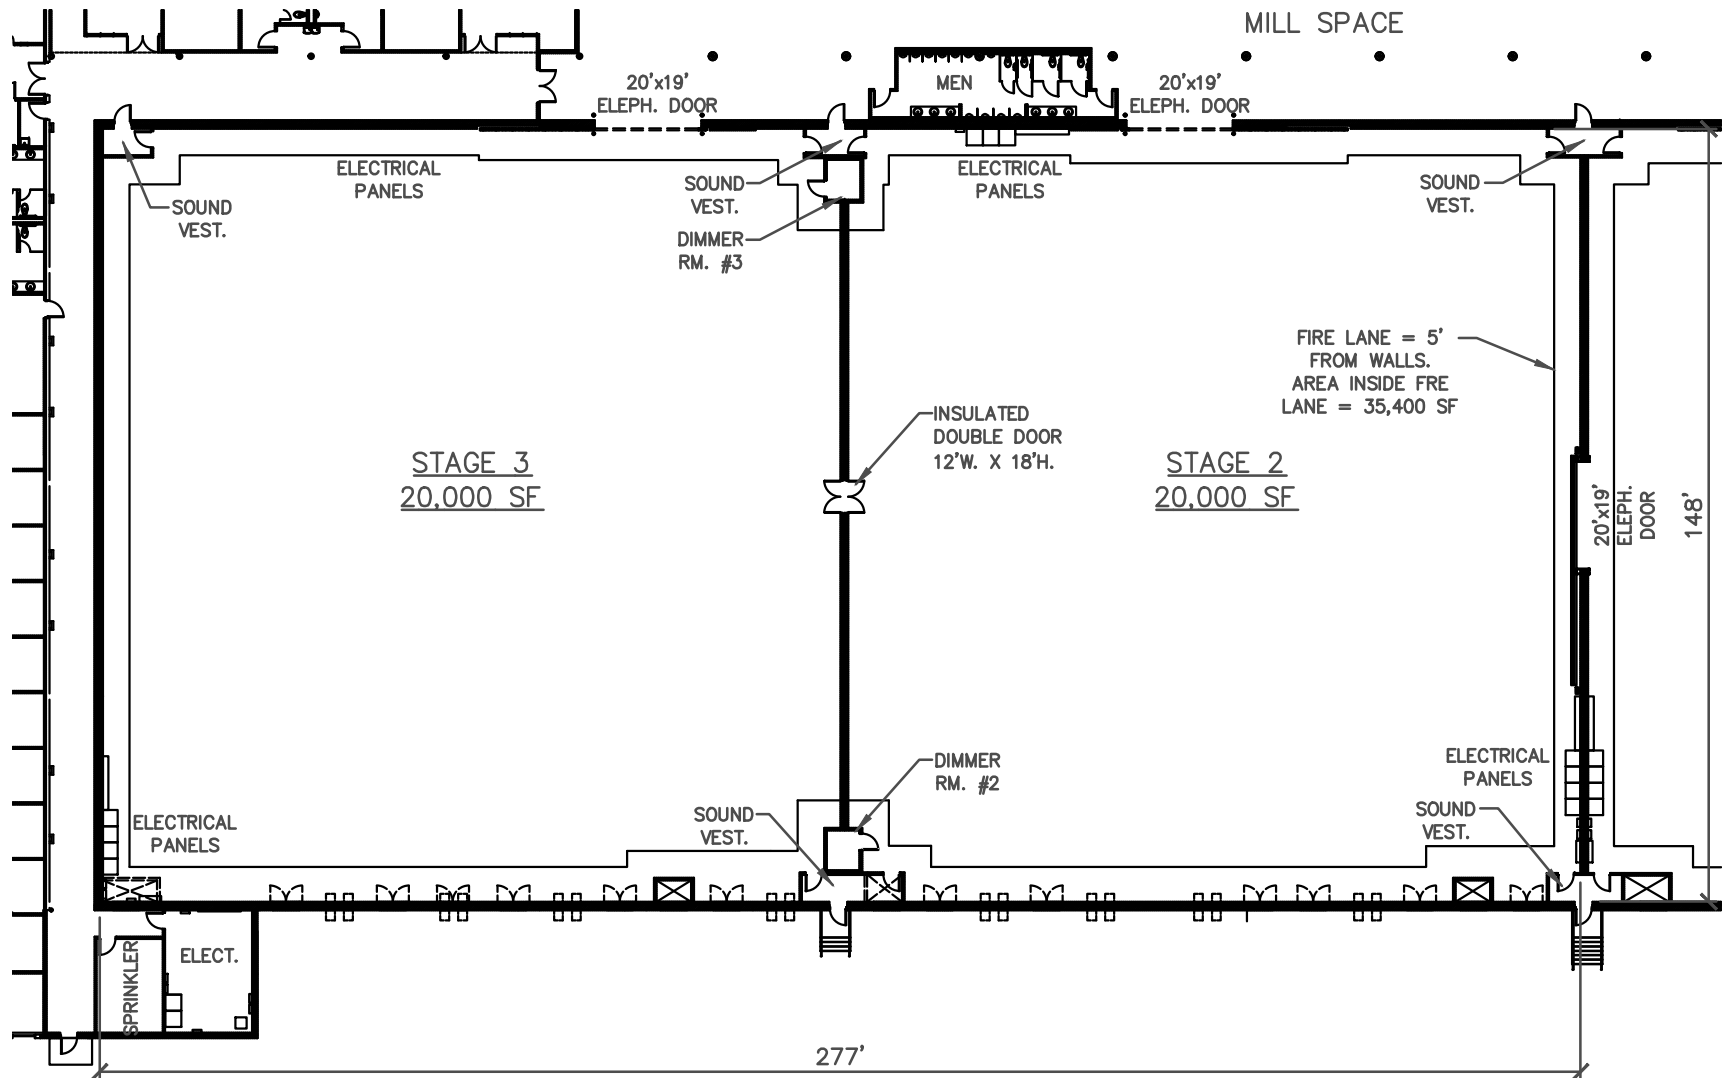 MILL SPACE
20'x19'
ELEPH. DOOR
MEN
20'x19'
ELEPH. DOOR
ELECTRICAL
PANELS
SOUND
VEST.
SOUND
VEST.
DIMMER
RM. #3
ELECTRICAL
PANELS
SOUND
VEST.
FIRE LANE = 5'
FROM WALLS.
AREA INSIDE FRE
LANE = 35,400 SF
INSULATED
DOUBLE DOOR
12'W. X 18'H.
STAGE 3
20,000 SF
STAGE 2
20,000 SF
20'x19'
ELEPH.
DOOR
148'
DIMMER
RM. #2
ELECTRICAL
PANELS
SOUND
VEST.
SOUND
VEST.
ELECTRICAL
PANELS
ELECT.
SPRINKLER
277'